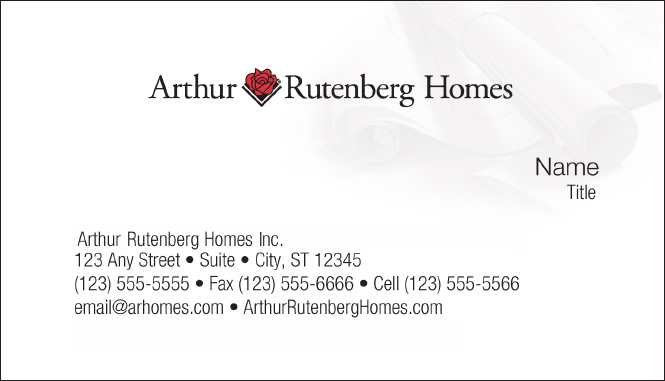 Arthur Rutenberg Homes
Name
Title
Arthur Rutenberg Homes Inc.
123 Any Street • Suite • City, ST 12345
(123) 555-5555 • Fax (123) 555-6666 • Cell (123) 555-5566
email@arhomes.com • ArthurRutenbergHomes.com